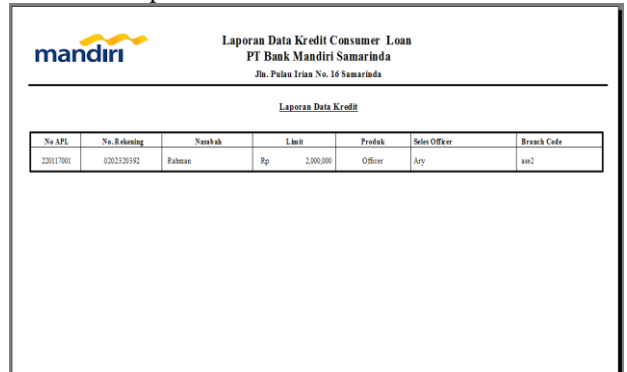 mandiri
Laporan Data Kredit Consumer Loan
PT Bank Mandiri Samarinda
Jln. Pulau Irian No. 16 Samarinda
Laporan Data Kredit
No APL No. Rekening Nasabah Limit Produk Seles Officer Branch Code
220117001 0202320392 Rahman Rp 2,000,000 Officer Ary ase2